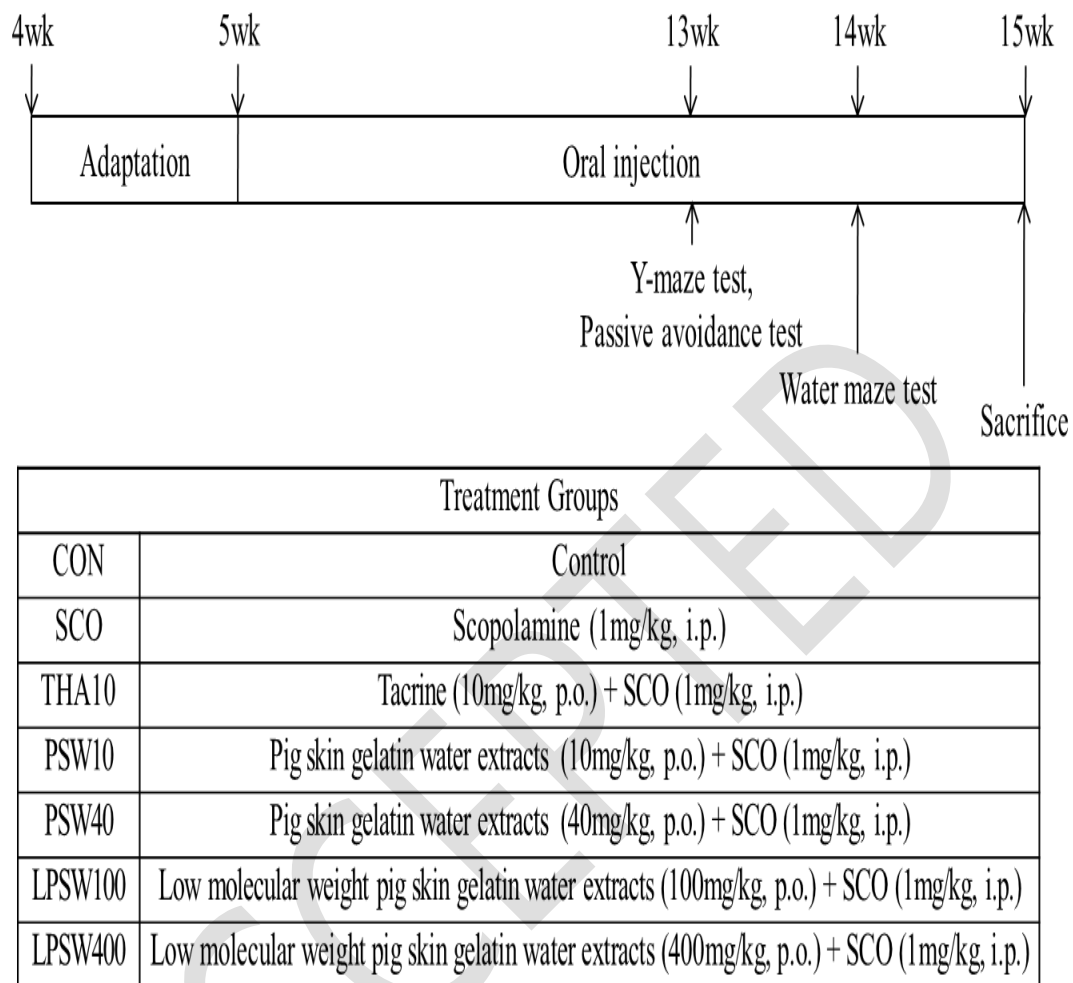 4wk 5wk 13wk 14wk 15wk
Adaptation Oral injection
Y-maze test,
Passive avoidance test
Water maze test
Sacrifice
Treatment Groups
CON Control
SCO Scopolamine (1mg/kg, i.p.)
THA10 Tacrine (10mg/kg, p.o.) + SCO (1mg/kg, i.p.)
PSW10 Pig skin gelatin water extracts (10mg/kg, p.o.) + SCO (1mg/kg, i.p.)
PSW40 Pig skin gelatin water extracts (40mg/kg, p.o.) + SCO (1mg/kg, i.p.)
LPSW100 Low molecular weight pig skin gelatin water extracts (100mg/kg, p.o.) + SCO (1mg/kg, i.p.)
LPSW400 Low molecular weight pig skin gelatin water extracts (400mg/kg, p.o.) + SCO (1mg/kg, i.p.)
CCEPTED